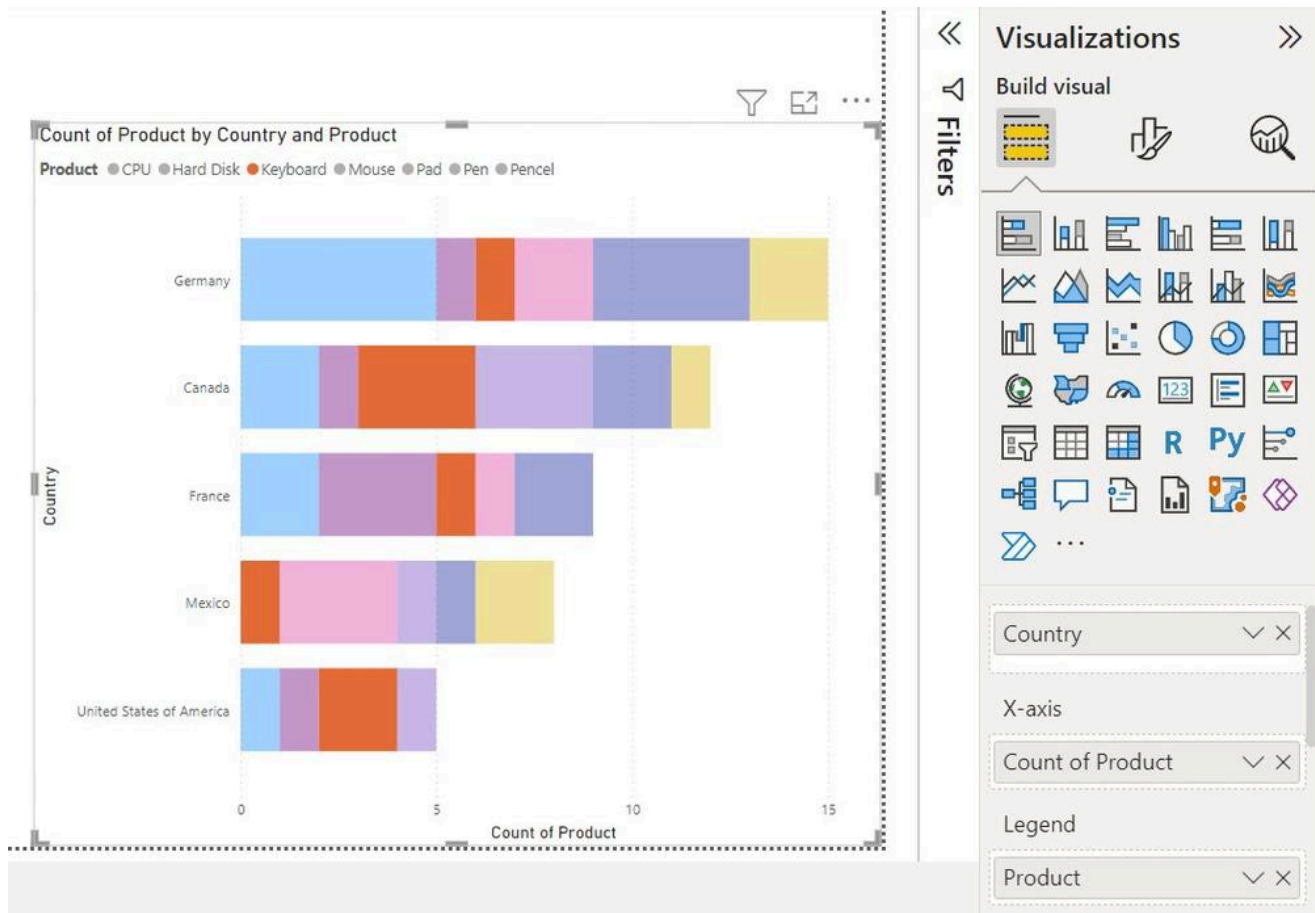 Count of Product by Country and Product
Product CPU Hard Disk Keyboard Mouse Pad Pen Pencel
Country
Germany
Canada
France
Mexico
United States of America
0 5 10 15
Count of Product
Filters
Visualizations
Build visual
123
R Py
Country
X-axis
Count of Product
Legend
Product